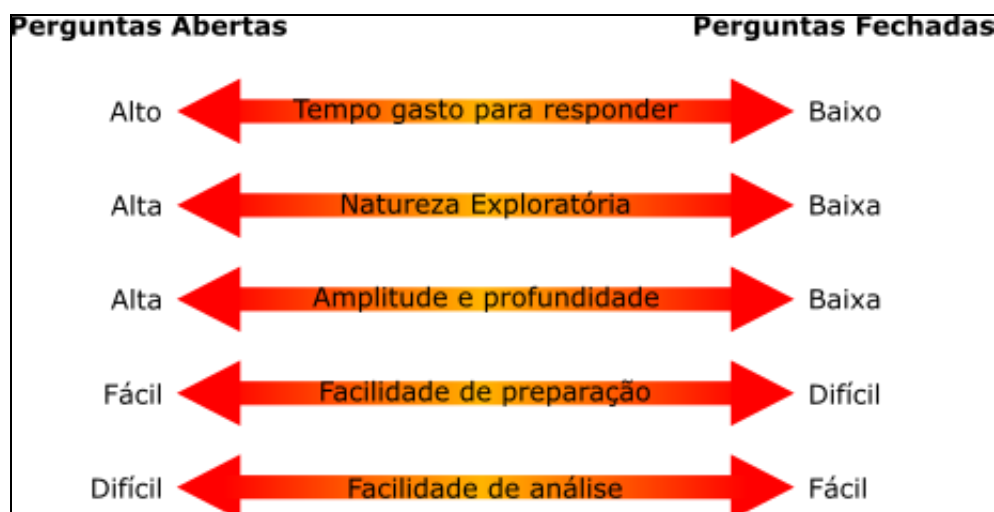 Perguntas Abertas Perguntas Fechadas
Alto Tempo gasto para responder Baixo
Alta Natureza Exploratória Baixa
Alta Amplitude e profundidade Baixa
Fácil Facilidade de preparação Difícil
Difícil Facilidade de análise Fácil